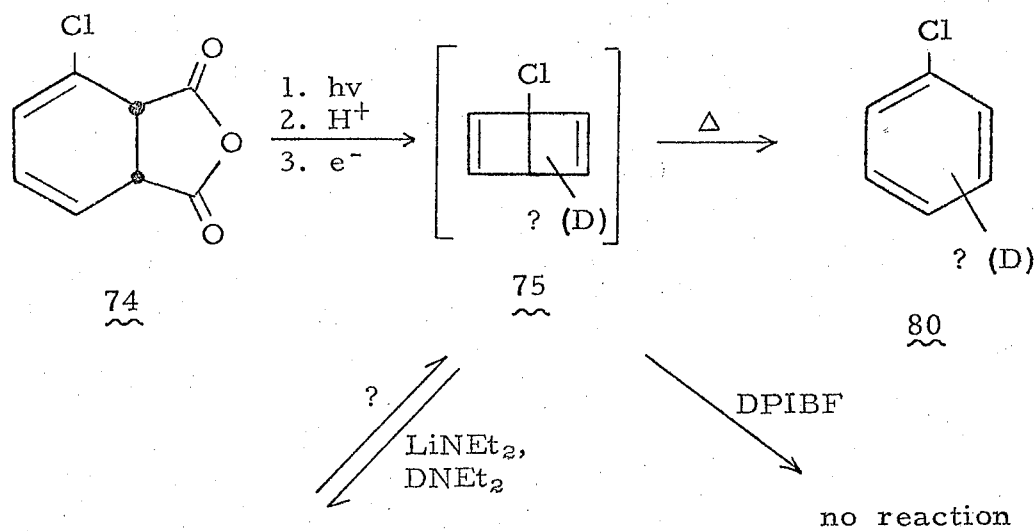 Cl
O
O
O
74
1. hν
2. H+
3. e-
Cl
? (D)
75
Δ
Cl
? (D)
80
?
LiNEt₂,
DNEt₂
DPIBF
no reaction